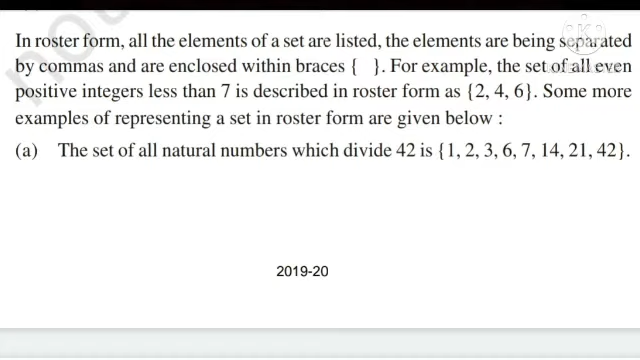 In roster form, all the elements of a set are listed, the elements are being separated
by commas and are enclosed within braces { }. For example, the set of all even
positive integers less than 7 is described in roster form as {2, 4, 6}. Some more
examples of representing a set in roster form are given below :
(a) The set of all natural numbers which divide 42 is {1, 2, 3, 6, 7, 14, 21, 42}.
2019-20